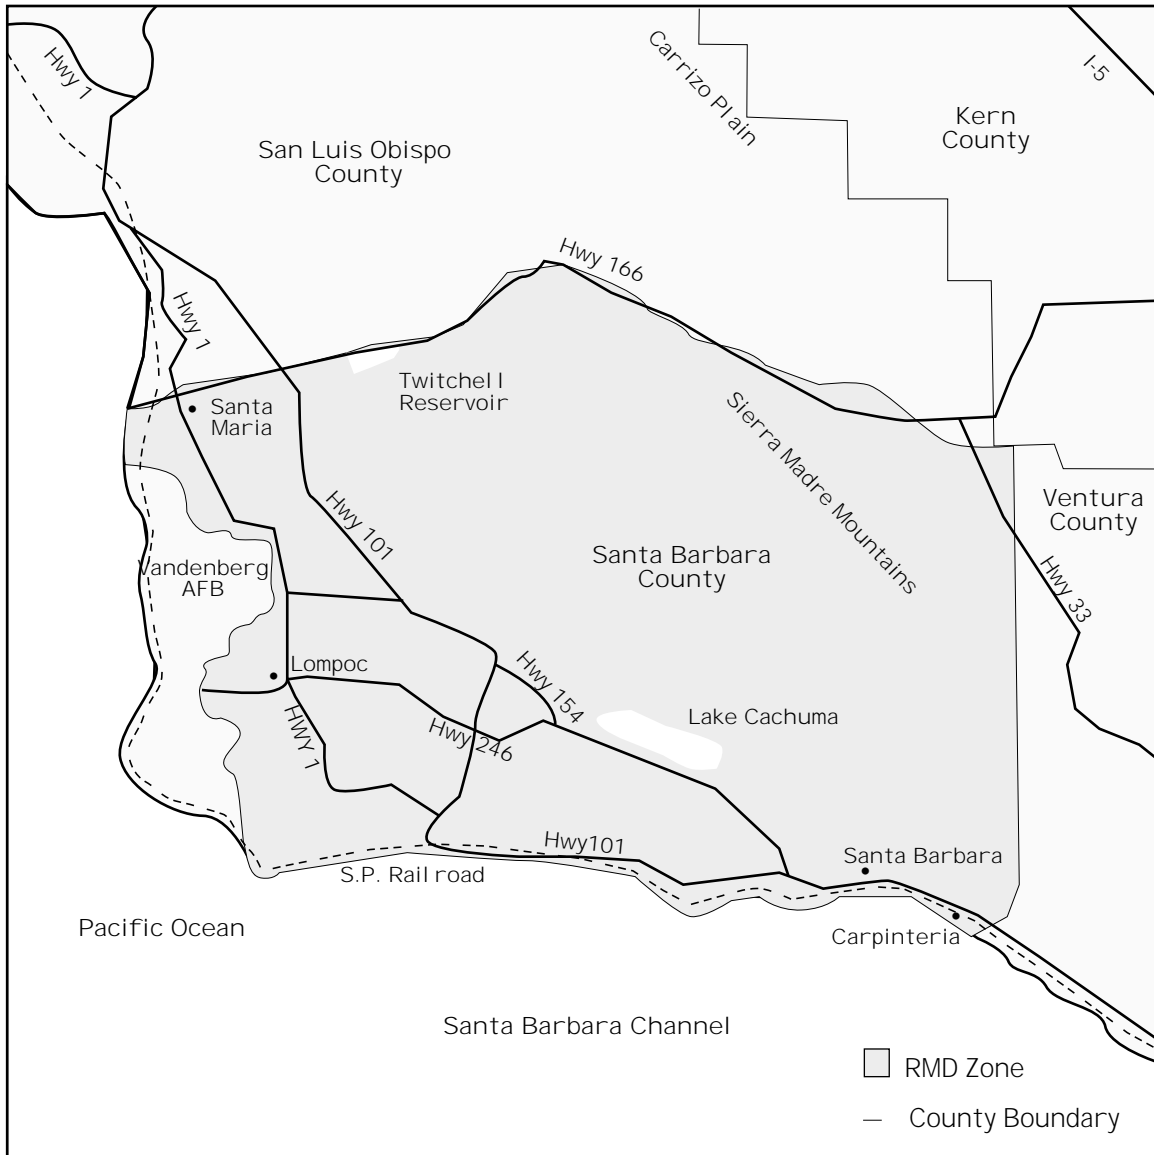 Hwy 1
Carrizo Plain
I-5
Kern
County
San Luis Obispo
County
Hwy 166
Hwy 1
Twitchell
Reservoir
Santa
Maria
Sierra Madre Mountains
Ventura
County
Hwy 101
Santa Barbara
County
Vandenberg
AFB
Hwy 33
Lompoc
Hwy 154
Lake Cachuma
HWY 1
Hwy 246
Hwy101
Santa Barbara
S.P. Railroad
Pacific Ocean
Carpinteria
Santa Barbara Channel
RMD Zone
County Boundary